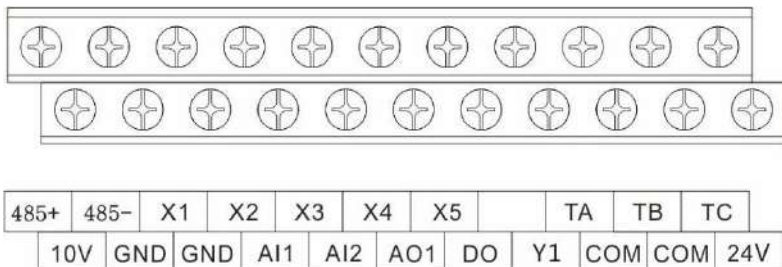 485+ 485- X1 X2 X3 X4 X5 TA TB TC
10V GND GND AI1 AI2 AO1 DO Y1 COM COM 24V